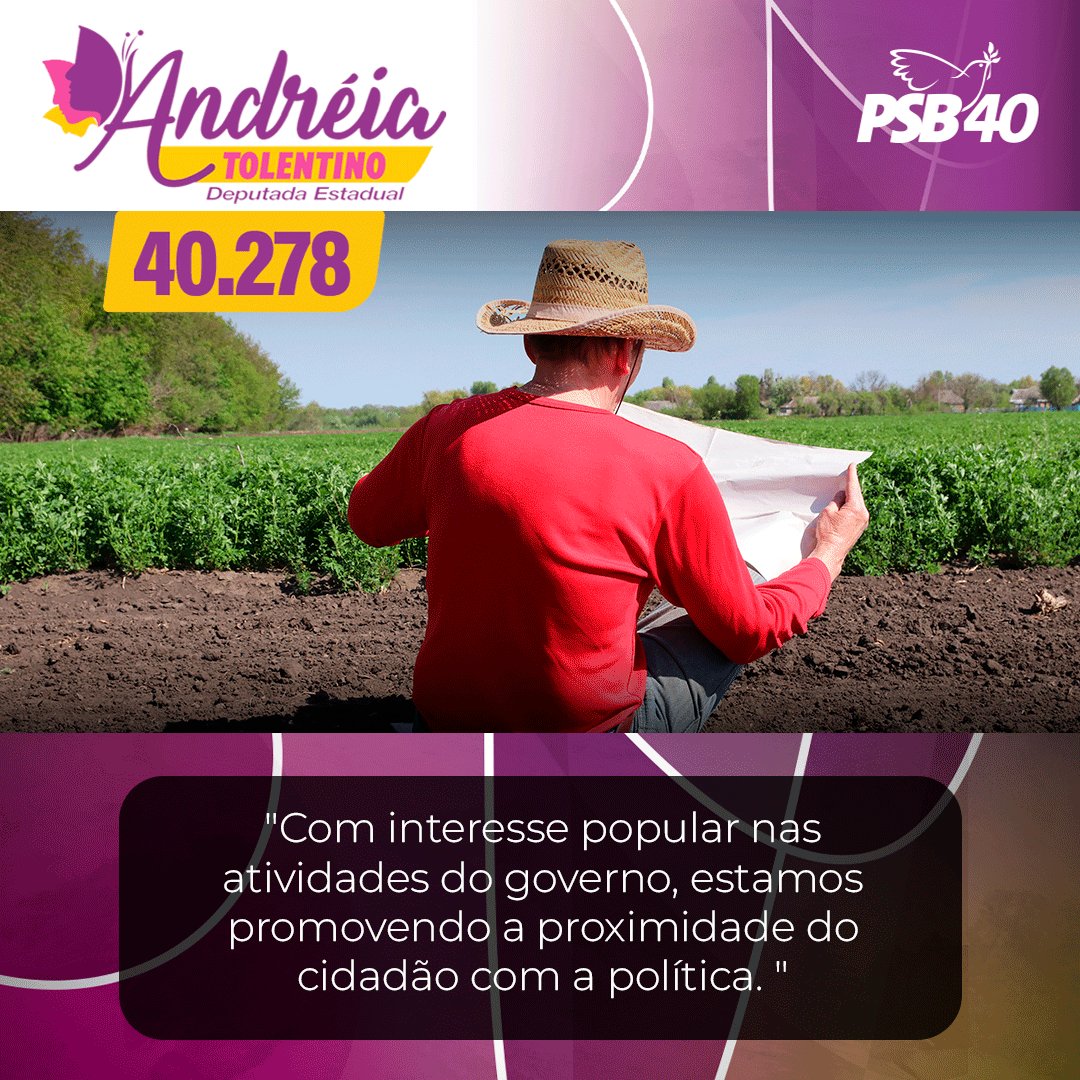 Andréia
TOLENTINO
Deputada Estadual
PSB40
40.278
"Com interesse popular nas
atividades do governo, estamos
promovendo a proximidade do
cidadão com a política. "